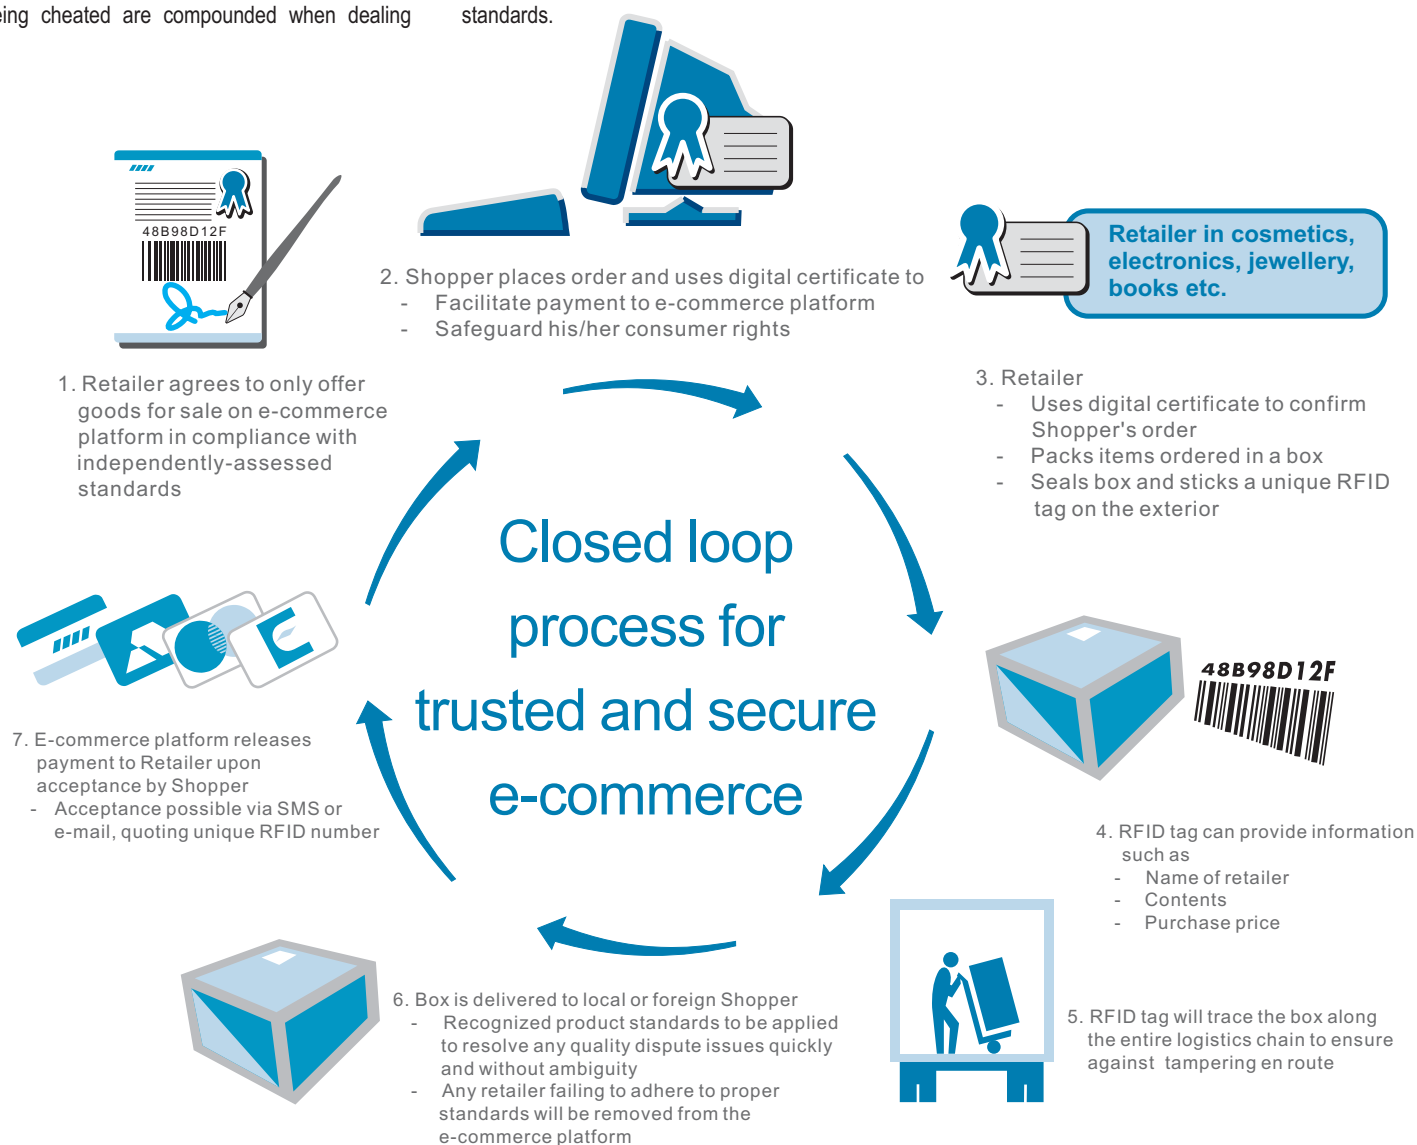 eing cheated are compounded when dealing
standards.
48B98D12F
1. Retailer agrees to only offer
goods for sale on e-commerce
platform in compliance with
independently-assessed
standards
2. Shopper places order and uses digital certificate to
- Facilitate payment to e-commerce platform
- Safeguard his/her consumer rights
Retailer in cosmetics,
electronics, jewellery,
books etc.
3. Retailer
- Uses digital certificate to confirm
Shopper's order
- Packs items ordered in a box
- Seals box and sticks a unique RFID
tag on the exterior
Closed loop
process for
trusted and secure
e-commerce
48B98D12F
4. RFID tag can provide information
such as
- Name of retailer
- Contents
- Purchase price
5. RFID tag will trace the box along
the entire logistics chain to ensure
against tampering en route
6. Box is delivered to local or foreign Shopper
- Recognized product standards to be applied
to resolve any quality dispute issues quickly
and without ambiguity
- Any retailer failing to adhere to proper
standards will be removed from the
e-commerce platform
7. E-commerce platform releases
payment to Retailer upon
acceptance by Shopper
- Acceptance possible via SMS or
e-mail, quoting unique RFID number